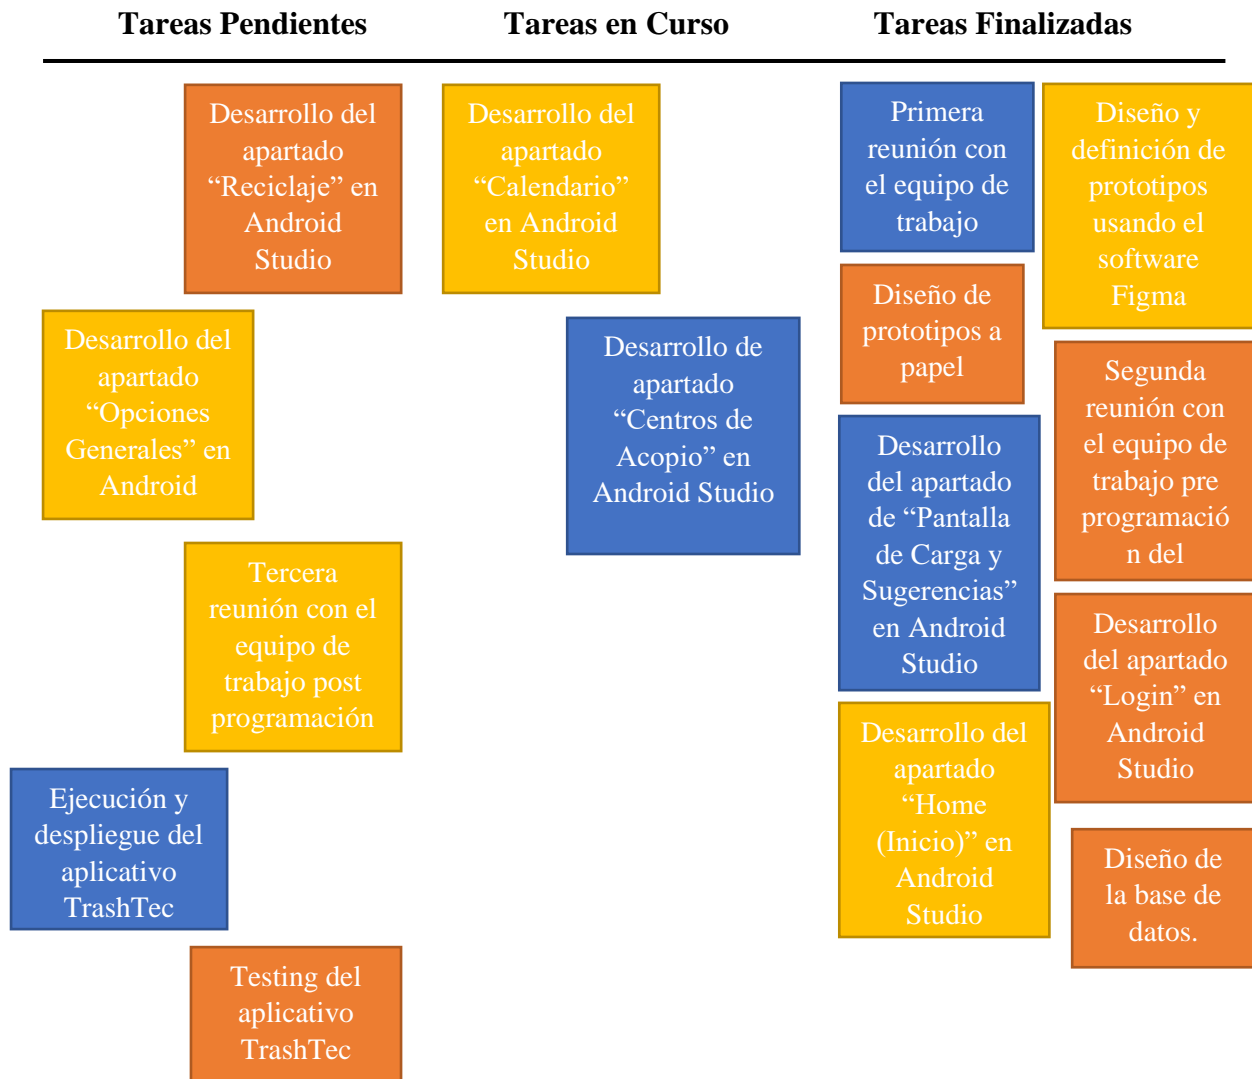 Tareas Pendientes
Tareas en Curso
Tareas Finalizadas
Desarrollo del
apartado
“Reciclaje” en
Android
Studio
Desarrollo del
apartado
“Opciones
Generales” en
Android
Tercera
reunión con el
equipo de
trabajo post
programación
Ejecución y
despliegue del
aplicativo
TrashTec
Testing del
aplicativo
TrashTec
Desarrollo del
apartado
“Calendario”
en Android
Studio
Desarrollo de
apartado
“Centros de
Acopio” en
Android Studio
Primera
reunión con
el equipo de
trabajo
Diseño de
prototipos a
papel
Desarrollo
del apartado
de “Pantalla
de Carga y
Sugerencias”
en Android
Studio
Desarrollo del
apartado
“Home
(Inicio)” en
Android
Studio
Diseño y
definición de
prototipos
usando el
software
Figma
Segunda
reunión con
el equipo de
trabajo pre
programació
n del
Desarrollo
del apartado
“Login” en
Android
Studio
Diseño de
la base de
datos.